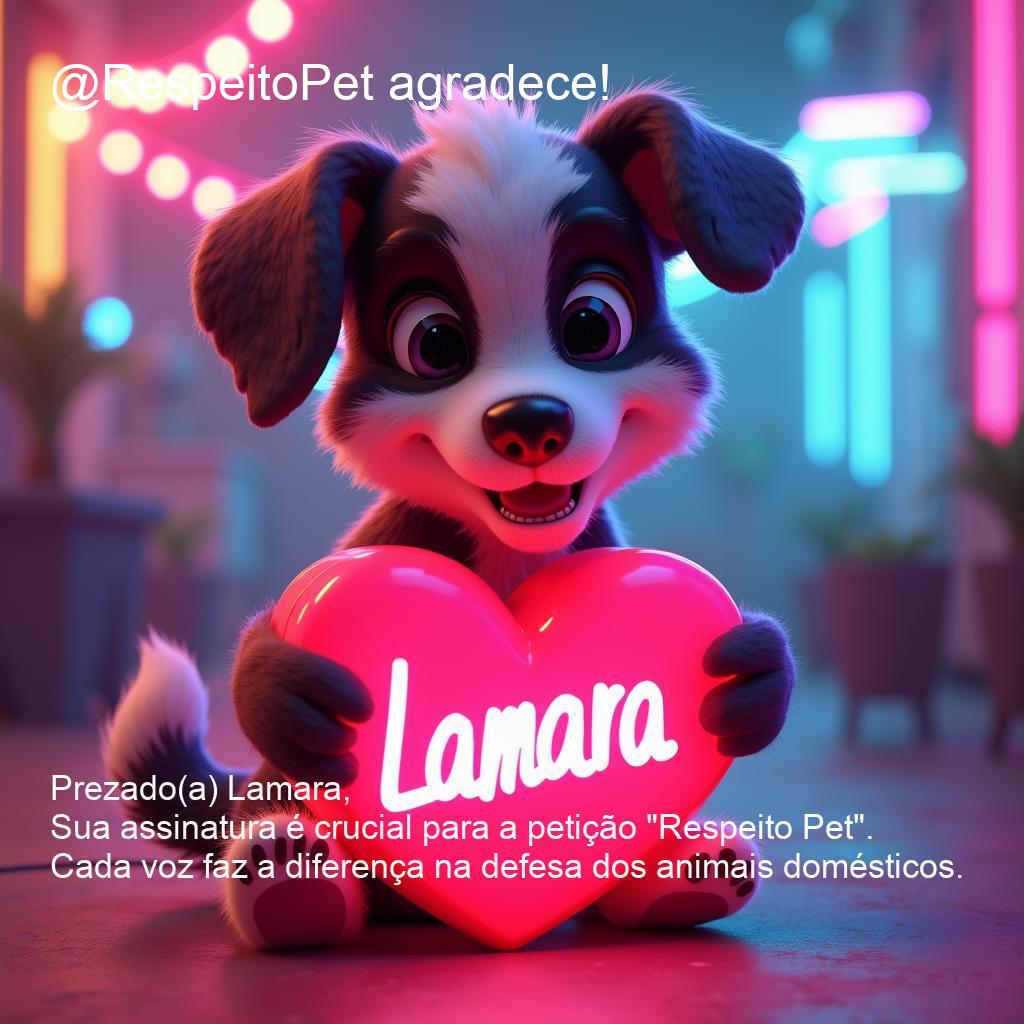 @RespeitoPet agradece!
Lamara
Prezado(a) Lamara,
Sua assinatura é crucial para a petição "Respeito Pet".
Cada voz faz a diferença na defesa dos animais domésticos.